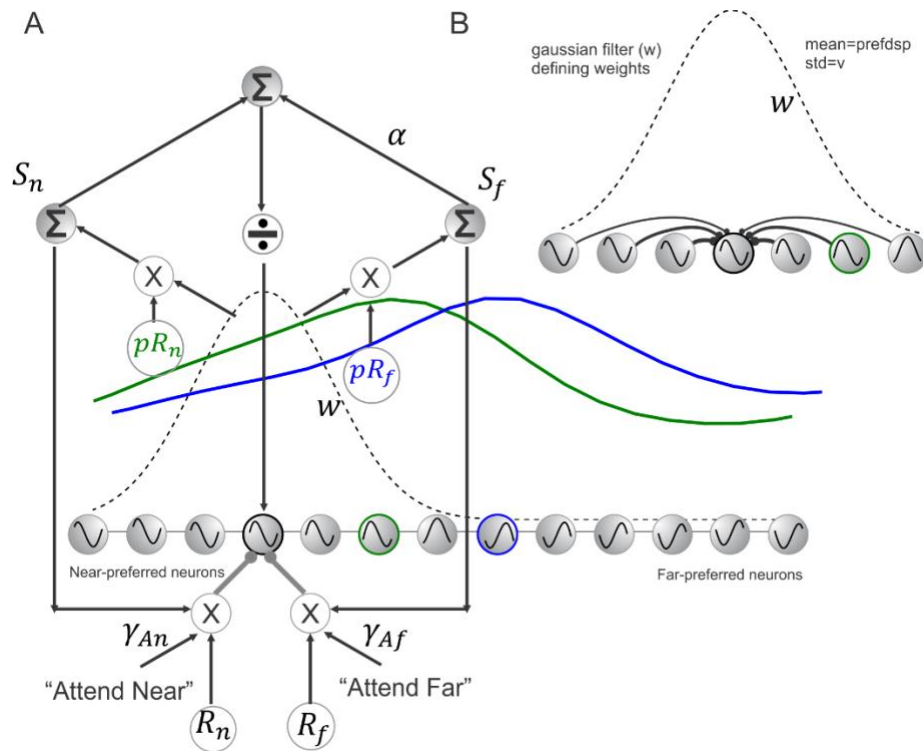 A
B
gaussian filter (w)
defining weights
mean=prefdsp
std=v
w
Σ
α
S_n
S_f
Σ
÷
Σ
X
X
pR_n
pR_f
w
Near-preferred neurons
Far-preferred neurons
X
X
γ_An
γ_Af
“Attend Near”
“Attend Far”
R_n
R_f